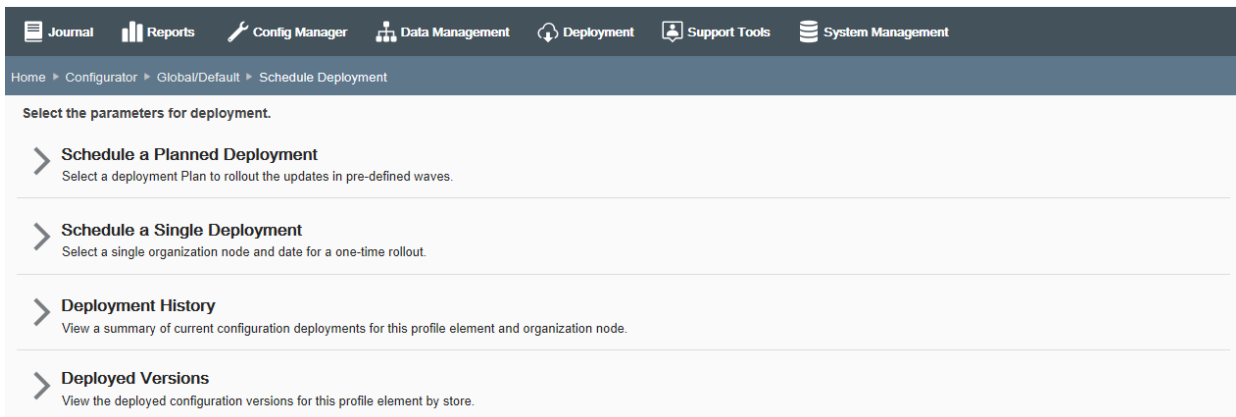 Journal Reports Config Manager Data Management Deployment Support Tools System Management
Home Configurator Global/Default Schedule Deployment
Select the parameters for deployment.
Schedule a Planned Deployment
Select a deployment Plan to rollout the updates in pre-defined waves.
Schedule a Single Deployment
Select a single organization node and date for a one-time rollout.
Deployment History
View a summary of current configuration deployments for this profile element and organization node.
Deployed Versions
View the deployed configuration versions for this profile element by store.